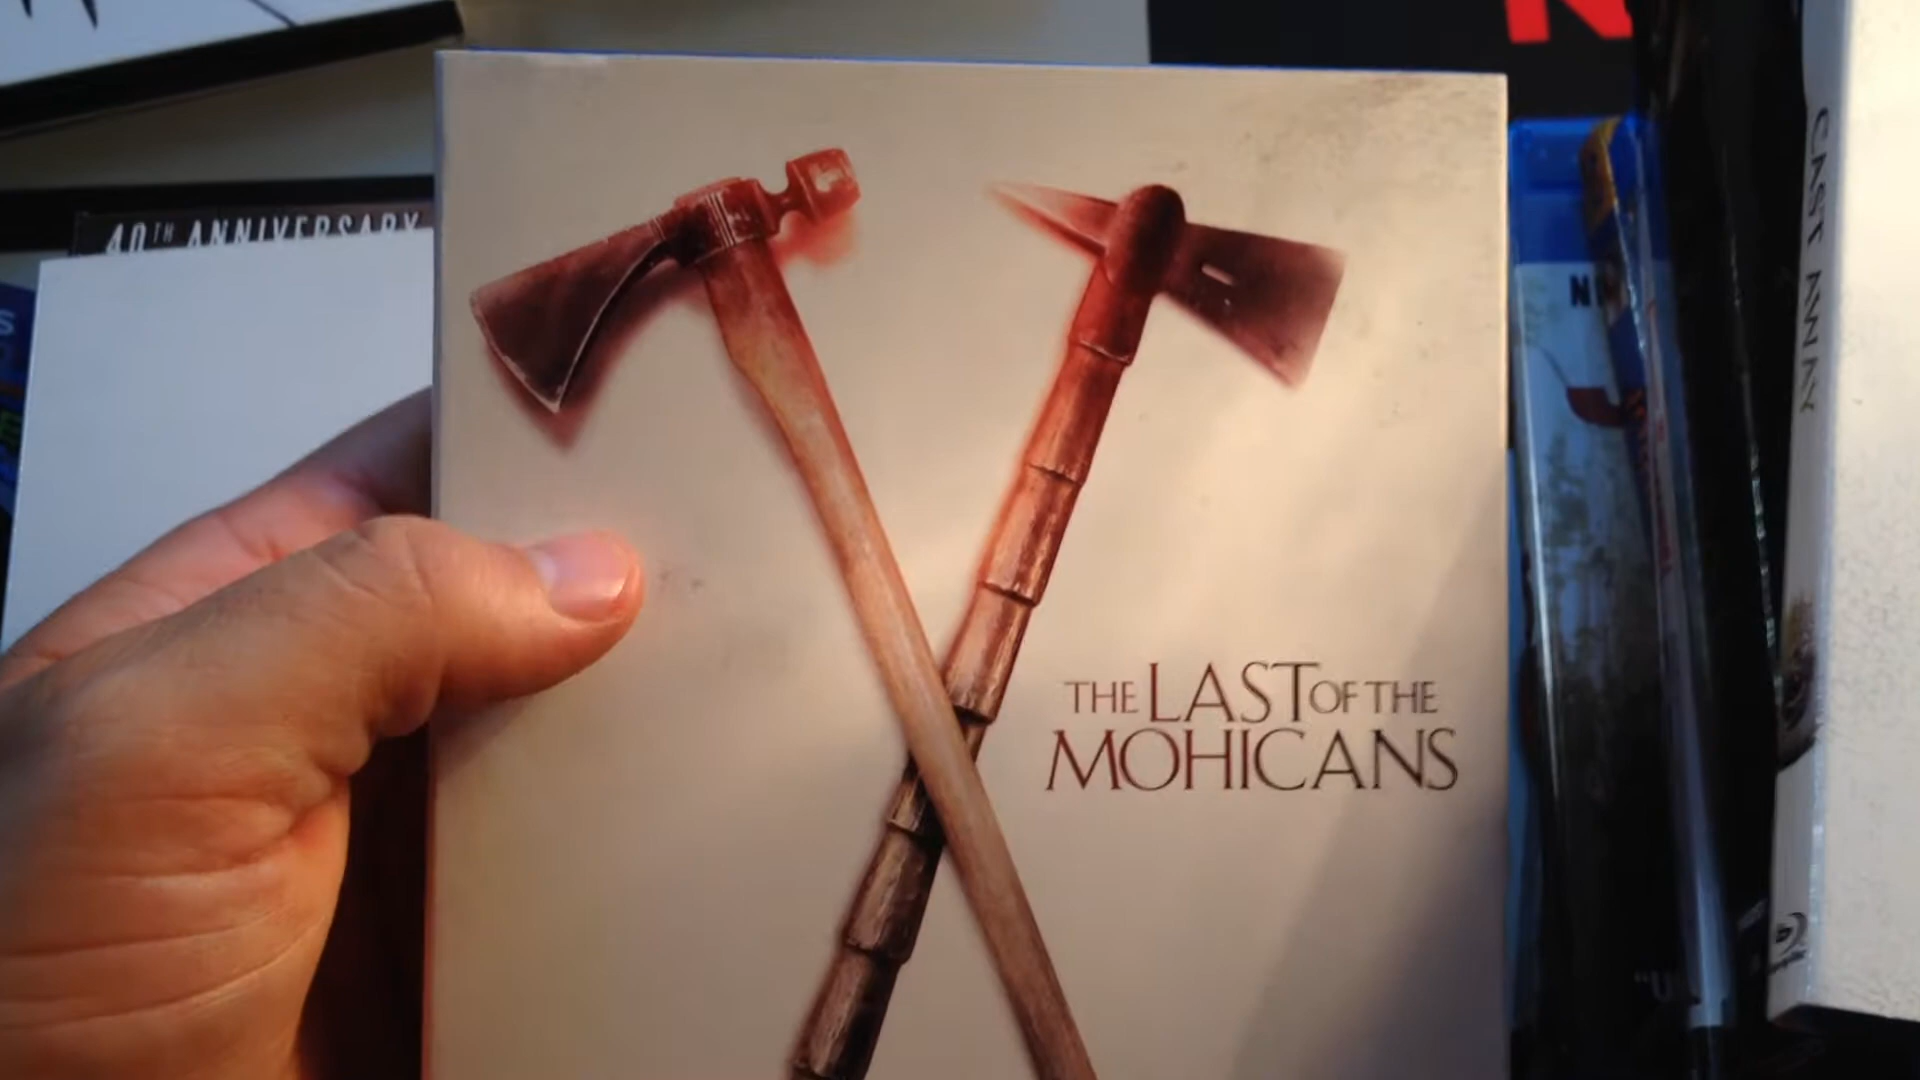 40TH ANNIVERSARY
THE LAST OF THE
MOHICANS
CAST AWAY